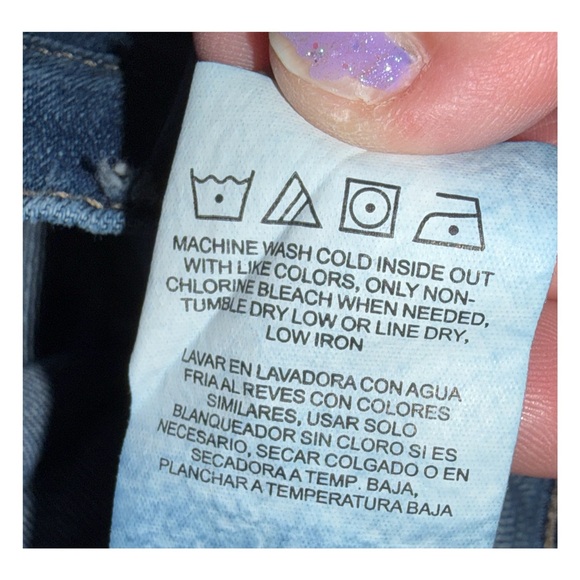 MACHINE WASH COLD INSIDE OUT
WITH LIKE COLORS, ONLY NON-
CHLORINE BLEACH WHEN NEEDED,
TUMBLE DRY LOW OR LINE DRY,
LOW IRON
LAVAR EN LAVADORA CON AGUA
FRIA AL REVES CON COLORES
SIMILARES, USAR SOLO
BLANQUEADOR SIN CLORO SI ES
NECESARIO, SECAR COLGADO O EN
SECADORA A TEMP. BAJA,
PLANCHAR A TEMPERATURA BAJA